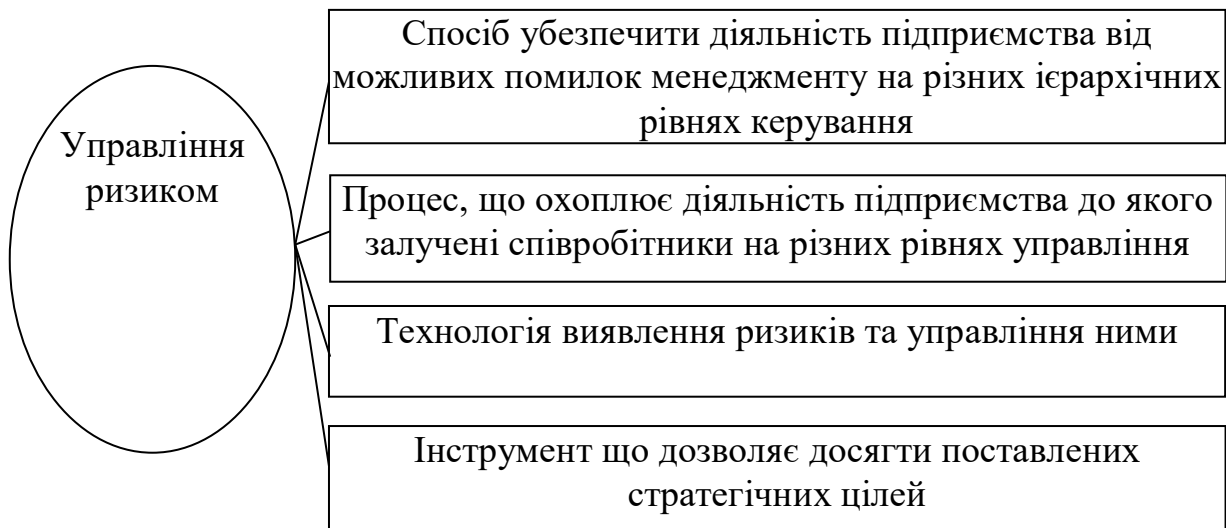 Управління
ризиком
Спосіб убезпечити діяльність підприємства від
можливих помилок менеджменту на різних ієрархічних
рівнях керування
Процес, що охоплює діяльність підприємства до якого
залучені співробітники на різних рівнях управління
Технологія виявлення ризиків та управління ними
Інструмент що дозволяє досягти поставлених
стратегічних цілей